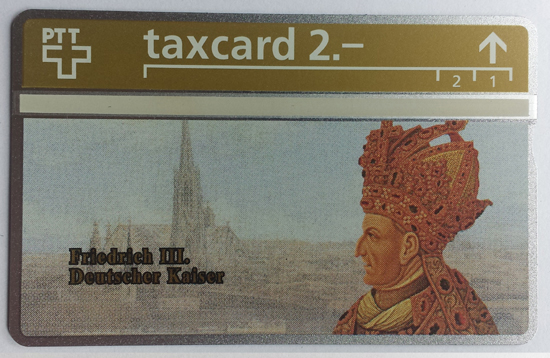 PTT
taxcard 2.–
2 1
Friedrich III.
Deutscher Kaiser